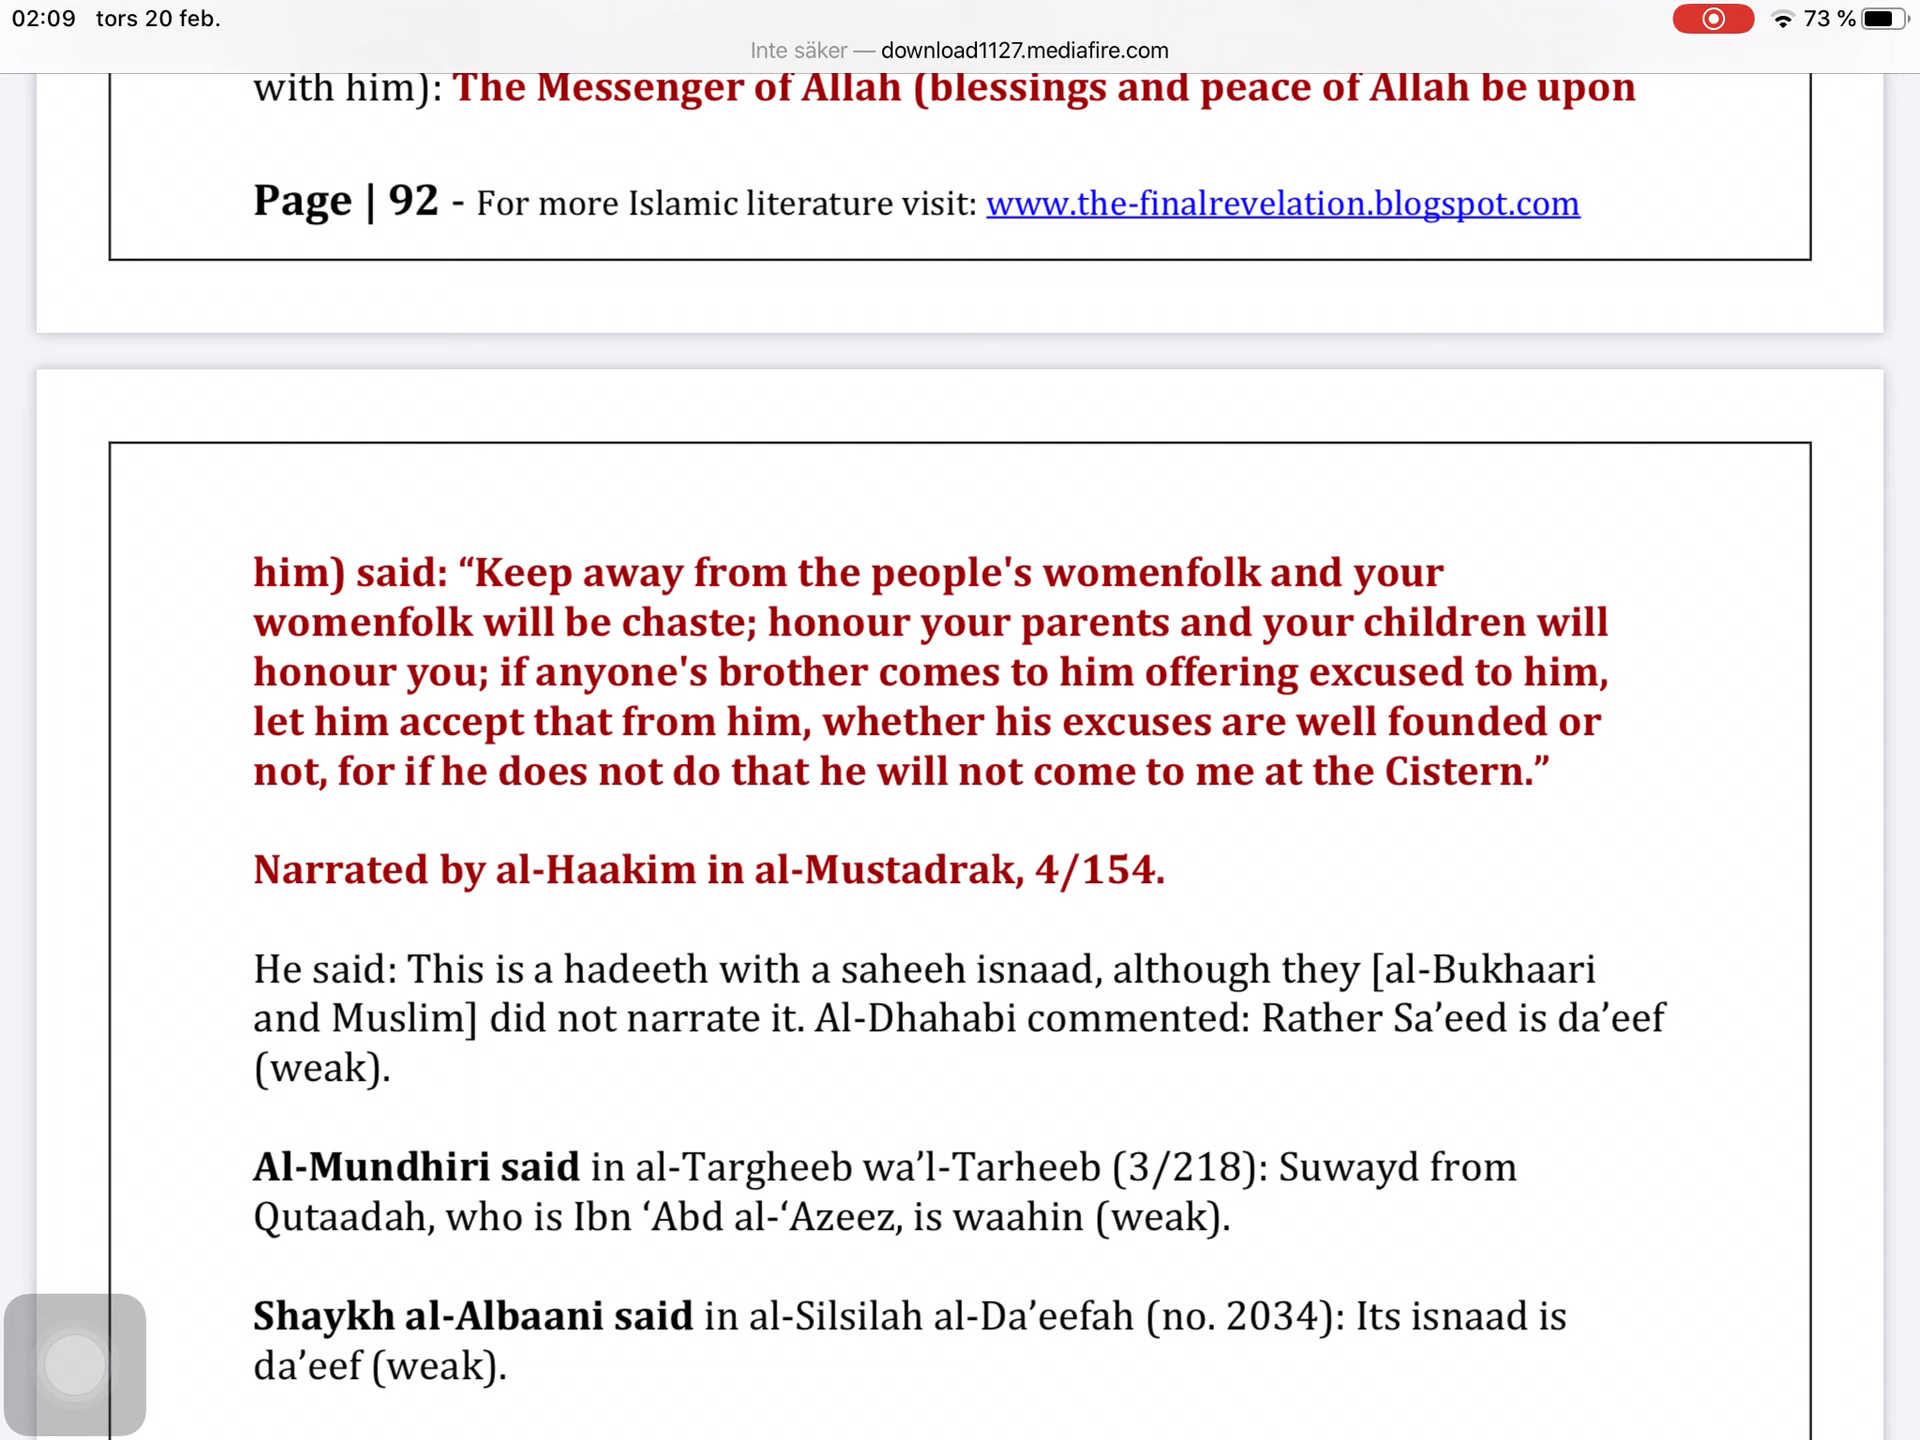 02:09 tors 20 feb.
73 %
Inte säker — download1127.mediafire.com
with him): The Messenger of Allah (blessings and peace of Allah be upon
Page | 92 - For more Islamic literature visit: www.the-finalrevelation.blogspot.com
him) said: “Keep away from the people's womenfolk and your
womenfolk will be chaste; honour your parents and your children will
honour you; if anyone's brother comes to him offering excused to him,
let him accept that from him, whether his excuses are well founded or
not, for if he does not do that he will not come to me at the Cistern.”
Narrated by al-Haakim in al-Mustadrak, 4/154.
He said: This is a hadeeth with a saheeh isnaad, although they [al-Bukhaari
and Muslim] did not narrate it. Al-Dhahabi commented: Rather Sa’eed is da’eef
(weak).
Al-Mundhiri said in al-Targheeb wa’l-Tarheeb (3/218): Suwayd from
Qutaadah, who is Ibn ‘Abd al-‘Azeez, is waahin (weak).
Shaykh al-Albaani said in al-Silsilah al-Da’eefah (no. 2034): Its isnaad is
da’eef (weak).